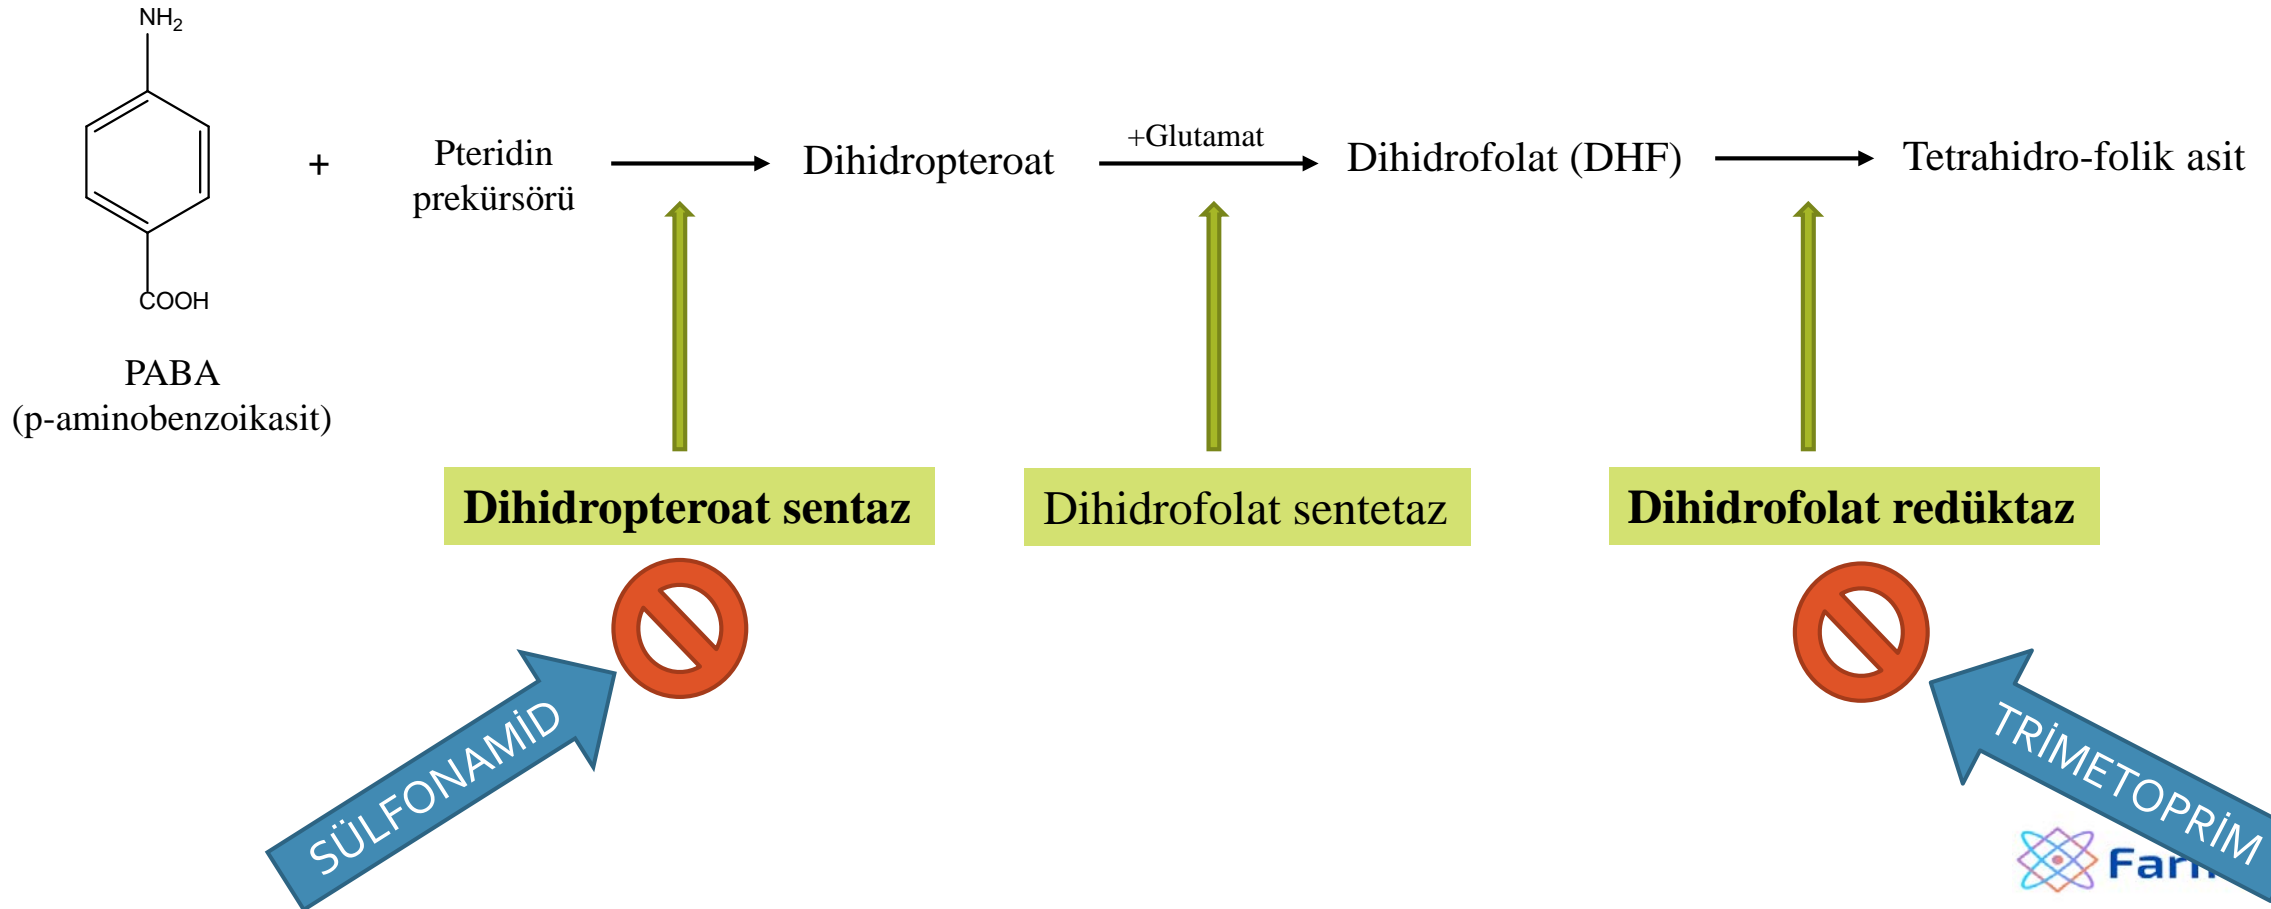 NH2
COOH
PABA
(p-aminobenzoikasit)
+
Pteridin
prekürsörü
Dihidropteroat
+Glutamat
Dihidrofolat (DHF)
Tetrahidro-folik asit
Dihidropteroat sentaz
Dihidrofolat sentetaz
Dihidrofolat redüktaz
SÜLFONAMİD
TRİMETOPRİM